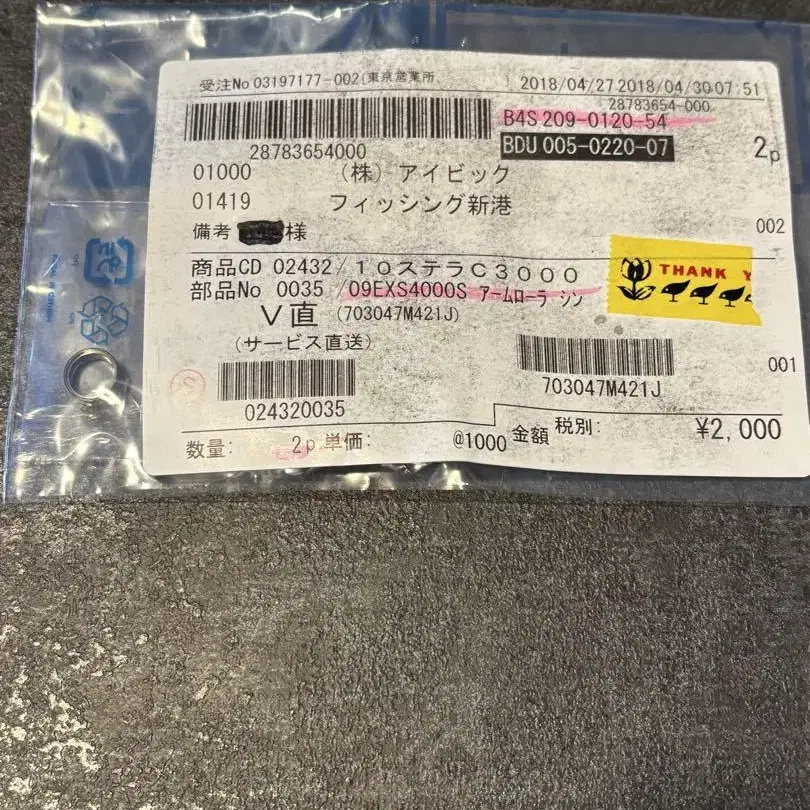 受注No 03197177-002(東京営業所
2018/04/27 2018/04/30 07:51
28783654-000
B4S 209-0120-54
BDU 005-0220-07
2p
28783654000
01000 (株) アイビック
01419 フィッシング新港
備考 様
002
商品CD 02432/10ステラC3000
部品No 0035 /09EXS4000S アームローラ シン
V直 (703047M421J)
(サービス直送)
THANK Y
001
024320035
703047M421J
数量: 2p 単価: @1000 金額 税別: ¥2,000